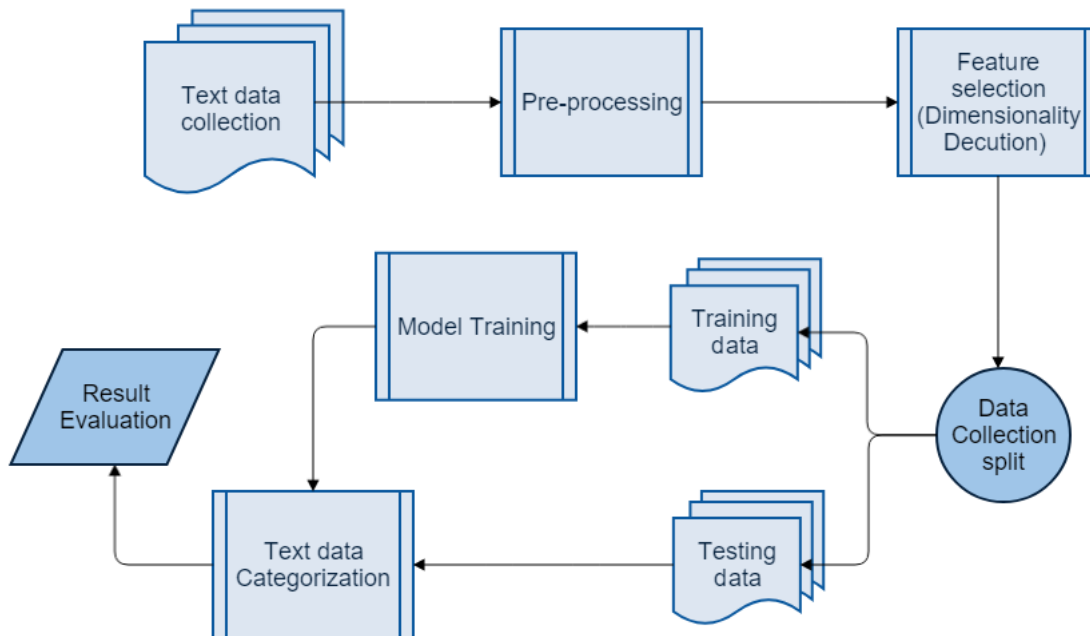 Text data
collection
Pre-processing
Feature
selection
(Dimensionality
Decution)
Model Training
Training
data
Data
Collection
split
Result
Evaluation
Text data
Categorization
Testing
data